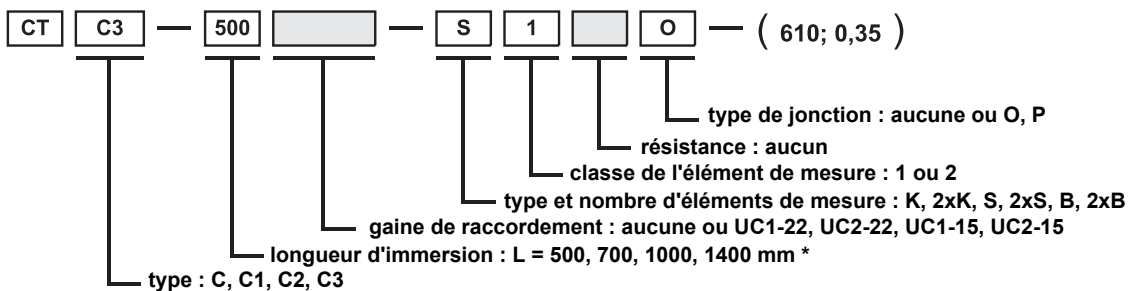 CT C3 — 500 — S 1 O — ( 610; 0,35 )
type de jonction : aucune ou O, P
résistance : aucun
classe de l'élément de mesure : 1 ou 2
type et nombre d'éléments de mesure : K, 2xK, S, 2xS, B, 2xB
gaine de raccordement : aucune ou UC1-22, UC2-22, UC1-15, UC2-15
longueur d'immersion : L = 500, 700, 1000, 1400 mm *
type : C, C1, C2, C3